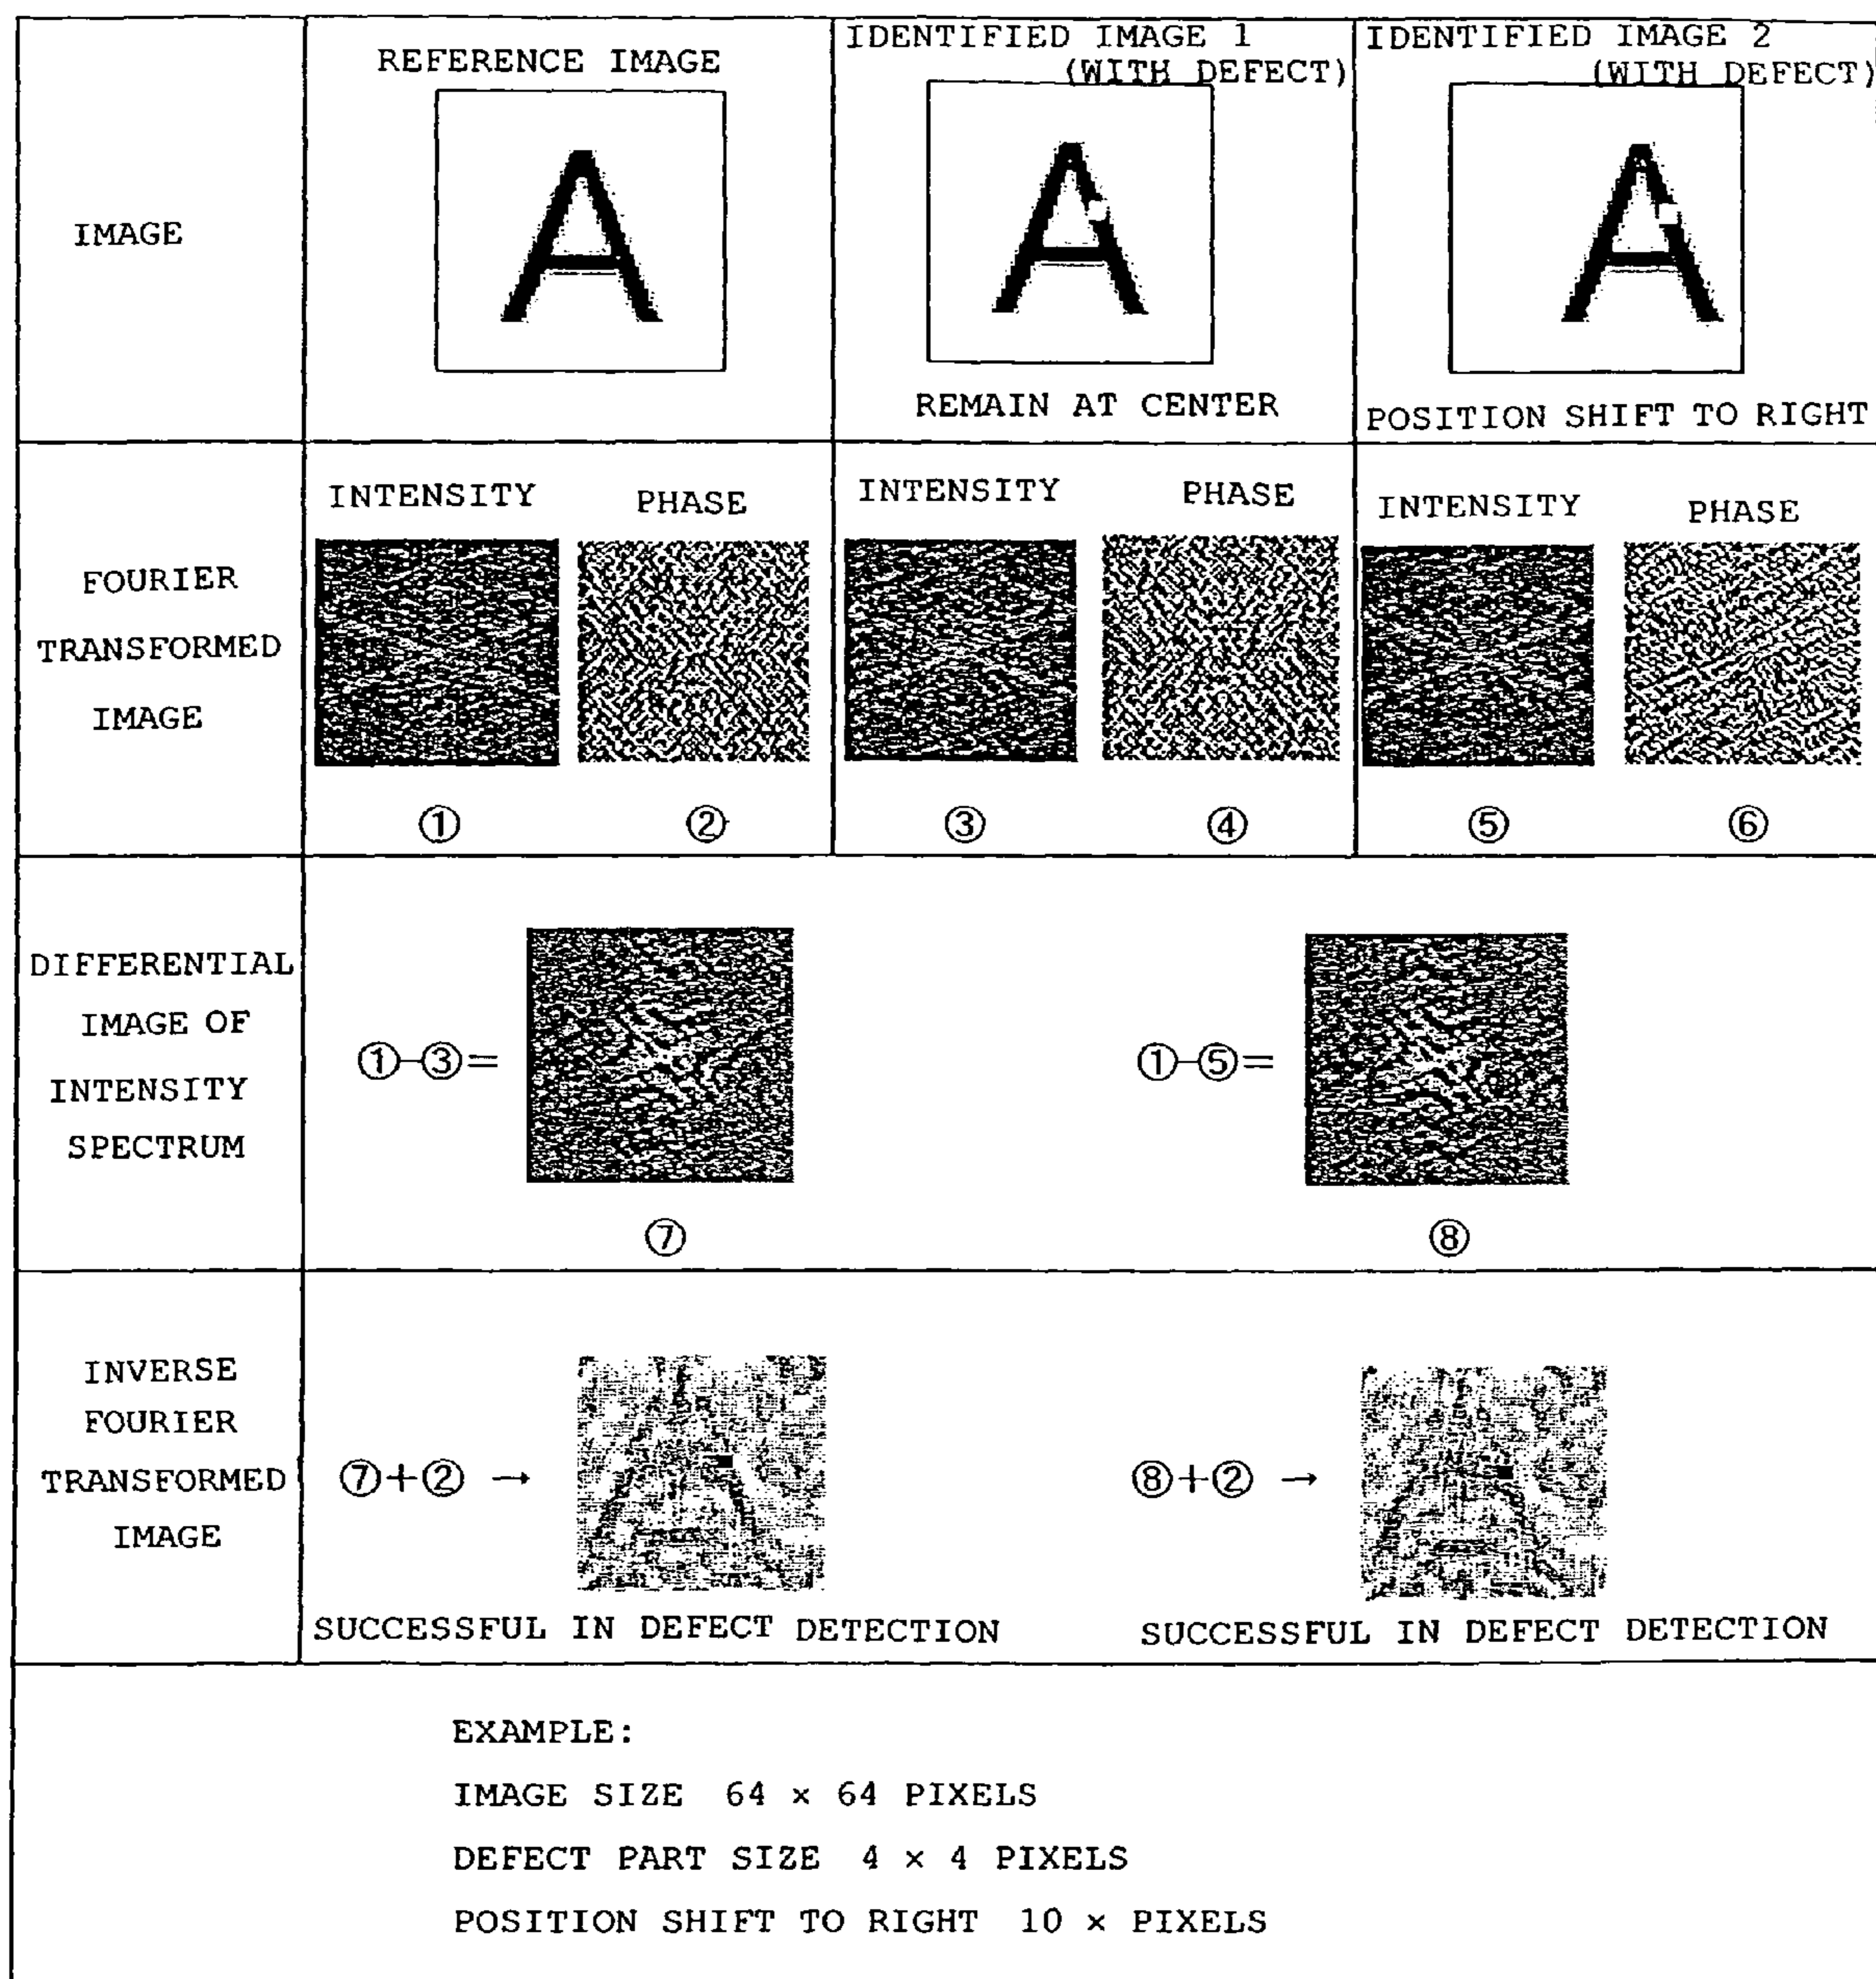 IMAGE
REFERENCE IMAGE
A
IDENTIFIED IMAGE 1
(WITH DEFECT)
A
REMAIN AT CENTER
IDENTIFIED IMAGE 2
(WITH DEFECT)
A
POSITION SHIFT TO RIGHT
FOURIER
TRANSFORMED
IMAGE
INTENSITY PHASE
① ②
INTENSITY PHASE
③ ④
INTENSITY PHASE
⑤ ⑥
DIFFERENTIAL
IMAGE OF
INTENSITY
SPECTRUM
①-③=
⑦
①-⑤=
⑧
INVERSE
FOURIER
TRANSFORMED
IMAGE
⑦+② →
SUCCESSFUL IN DEFECT DETECTION
⑧+② →
SUCCESSFUL IN DEFECT DETECTION
EXAMPLE:
IMAGE SIZE 64 × 64 PIXELS
DEFECT PART SIZE 4 × 4 PIXELS
POSITION SHIFT TO RIGHT 10 × PIXELS